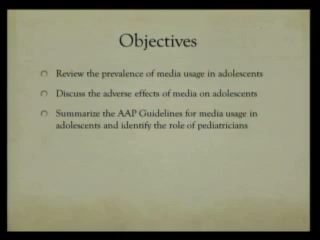 Objectives
Review the prevalence of media usage in adolescents
Discuss the adverse effects of media on adolescents
Summarize the AAP Guidelines for media usage in
adolescents and identify the role of pediatricians